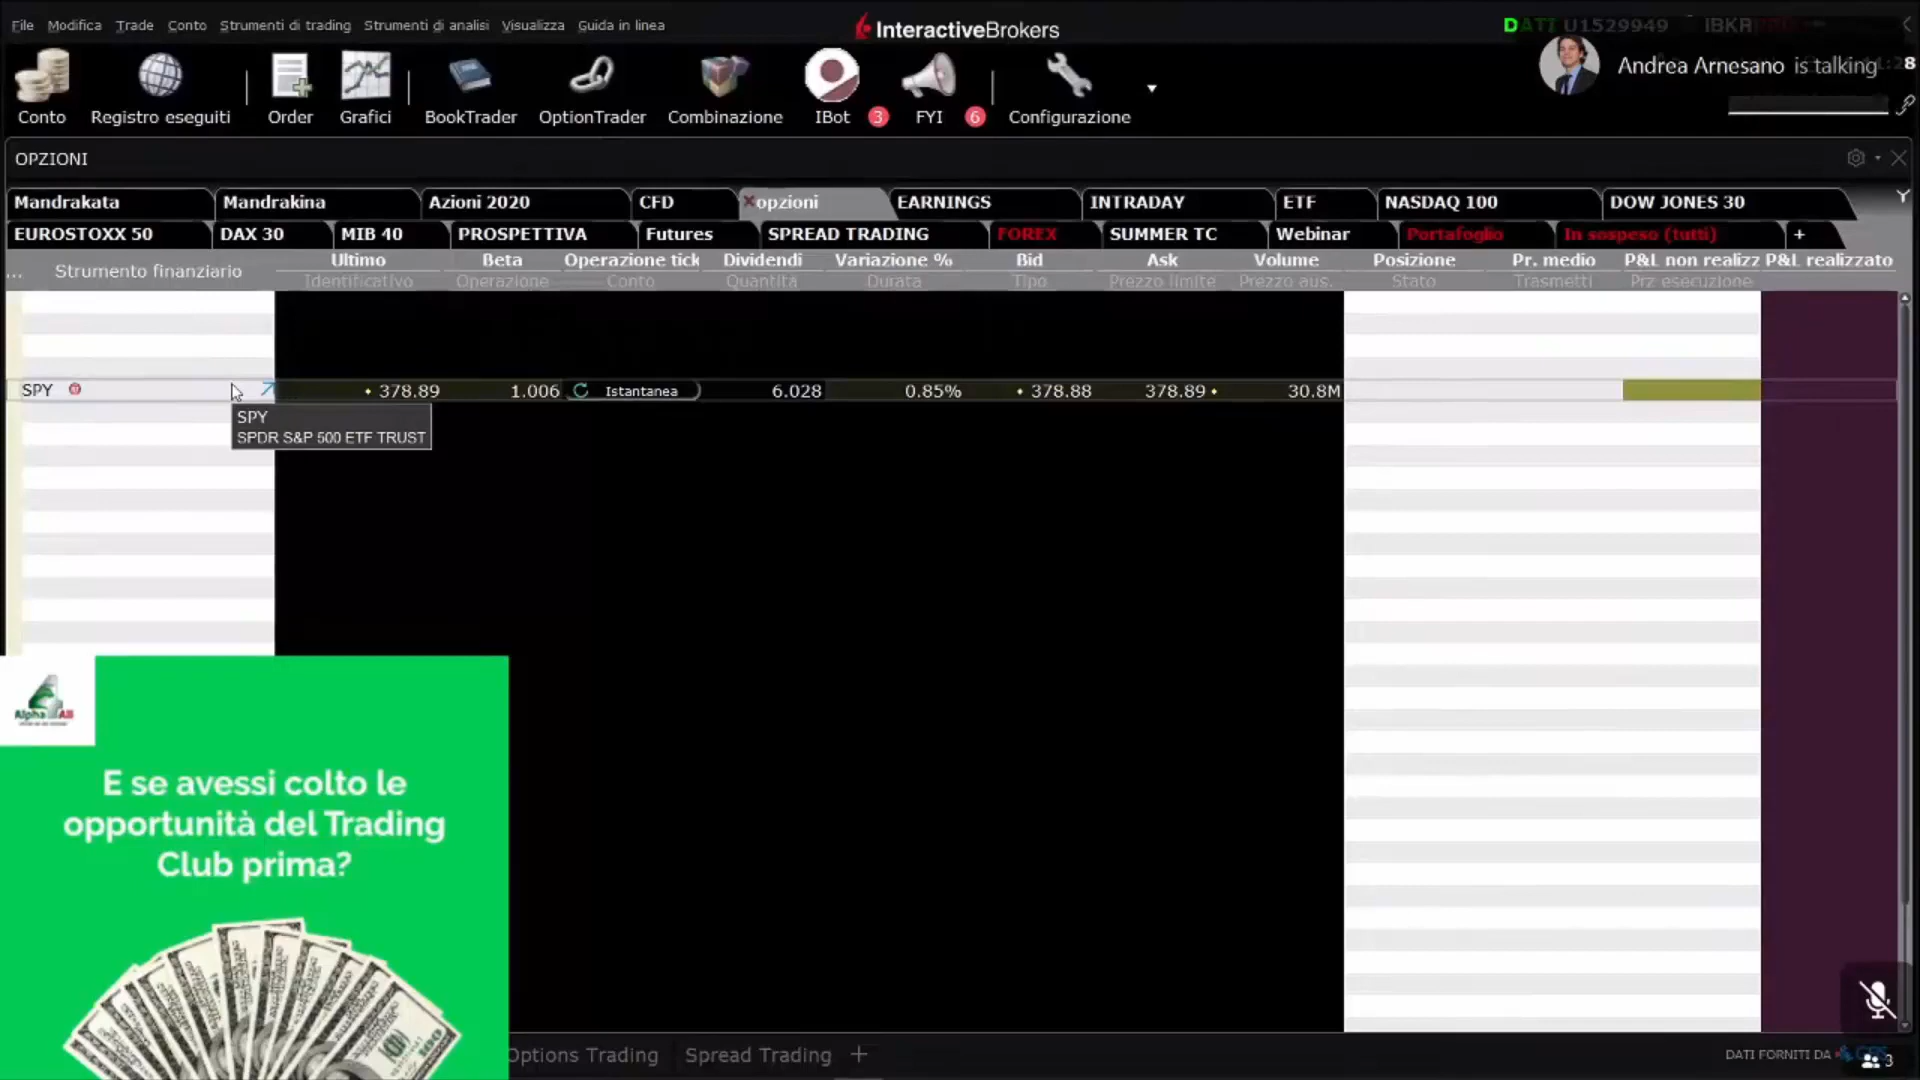 File Modifica Trade Conto Strumenti di trading Strumenti di analisi Visualizza Guida in linea
InteractiveBrokers
DATI U1529949 IBKR
Andrea Arnesano is talking
Conto Registro eseguiti Order Grafici BookTrader OptionTrader Combinazione IBot 3 FYI 6 Configurazione
OPZIONI
Mandrakata Mandrakina Azioni 2020 CFD opzioni EARNINGS INTRADAY ETF NASDAQ 100 DOW JONES 30
EUROSTOXX 50 DAX 30 MIB 40 PROSPETTIVA Futures SPREAD TRADING FOREX SUMMER TC Webinar Portafoglio In sospeso (tutti) +
... Strumento finanziario Ultimo Beta Operazione tick Dividendi Variazione % Bid Ask Volume Posizione Pr. medio P&L non realizz P&L realizzato
Identificativo Operazione Conto Quantità Durata Tipo Prezzo limite Prezzo aus. Stato Trasmetti Prz esecuzione
SPY 378.89 1.006 Istantanea 6.028 0.85% 378.88 378.89 30.8M
SPY
SPDR S&P 500 ETF TRUST
Alpha4All
E se avessi colto le
opportunità del Trading
Club prima?
Options Trading Spread Trading +
DATI FORNITI DA
3